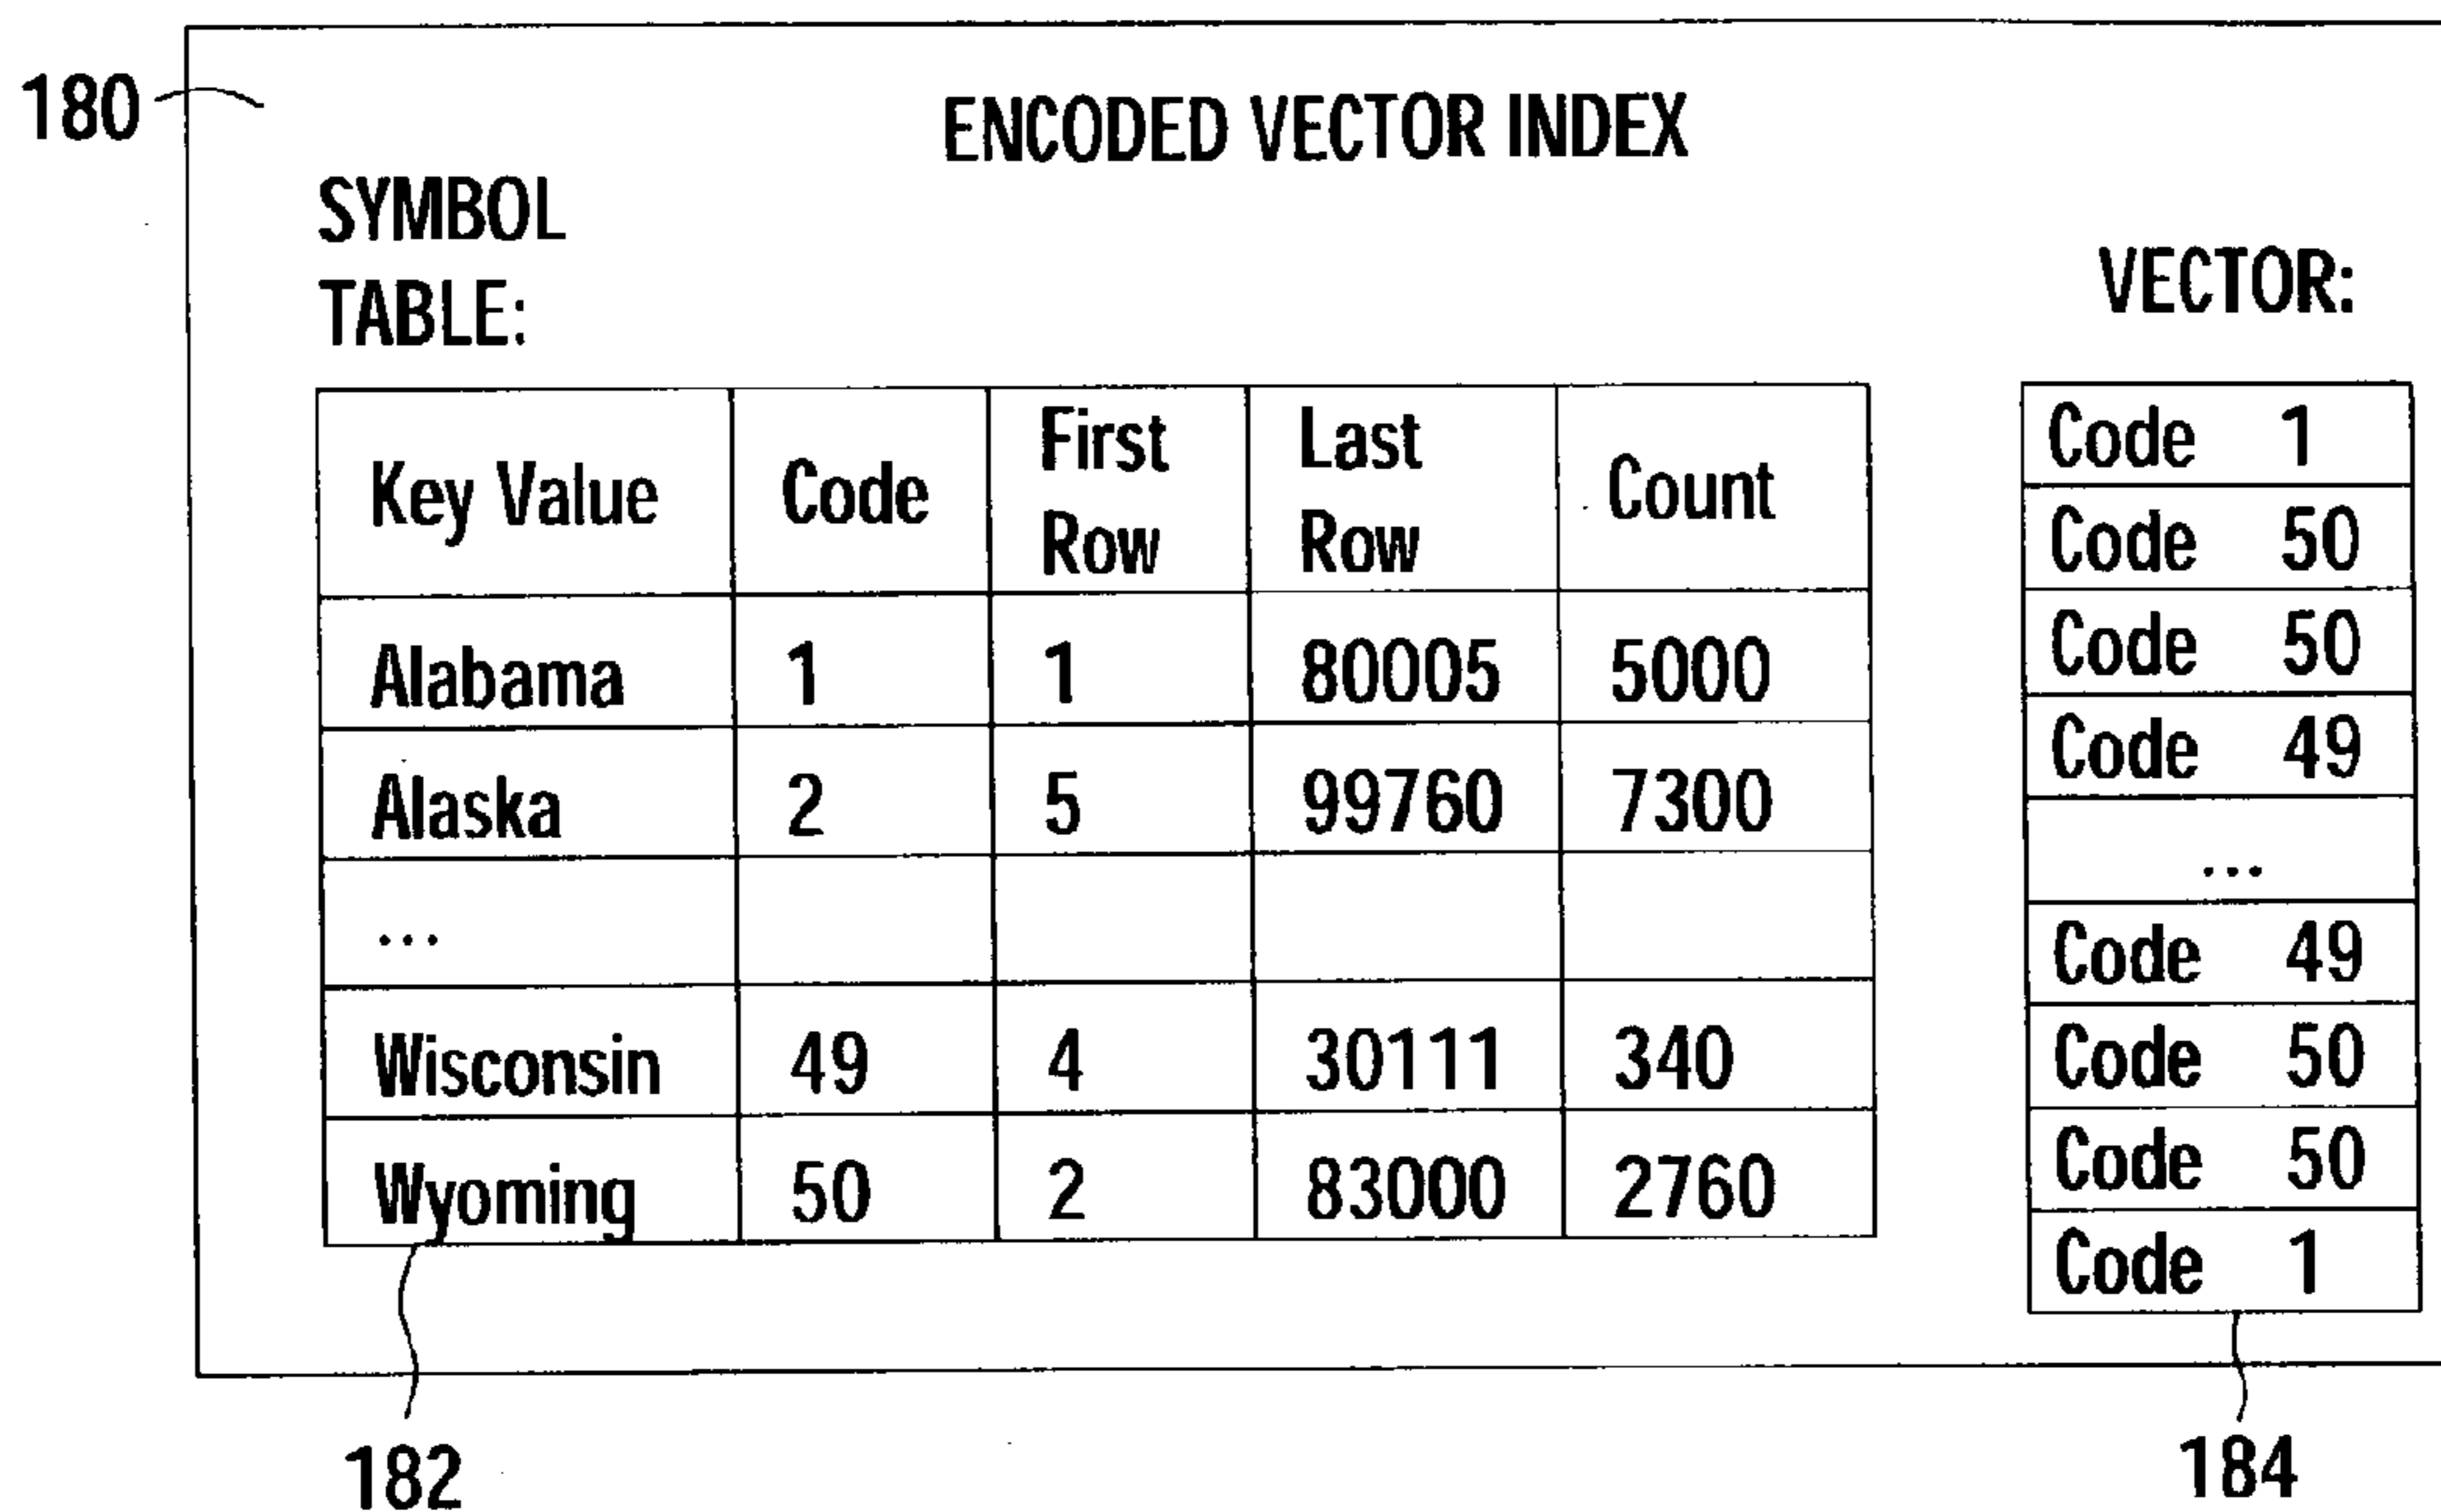 180
ENCODED VECTOR INDEX
SYMBOL
TABLE:
Key Value Code First Row Last Row Count
Alabama 1 1 80005 5000
Alaska 2 5 99760 7300
...
Wisconsin 49 4 30111 340
Wyoming 50 2 83000 2760
182
VECTOR:
Code 1
Code 50
Code 50
Code 49
...
Code 49
Code 50
Code 50
Code 1
184